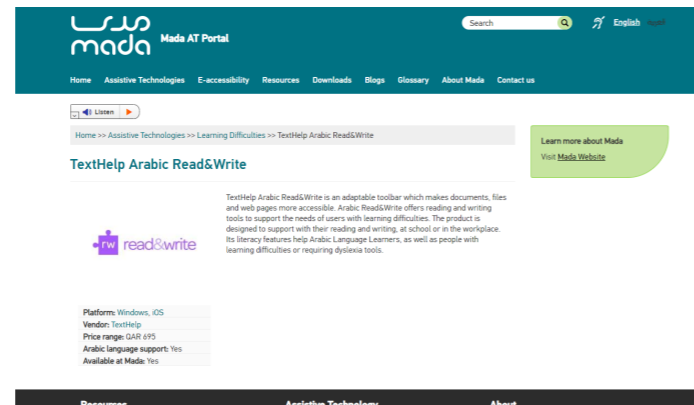 مدى
mada
Mada AT Portal
Search
English
العربية
Home Assistive Technologies E-accessibility Resources Downloads Blogs Glossary About Mada Contact us
Listen
Home >> Assistive Technologies >> Learning Difficulties >> TextHelp Arabic Read&Write
Learn more about Mada
Visit Mada Website
TextHelp Arabic Read&Write
TextHelp Arabic Read&Write is an adaptable toolbar which makes documents, files
and web pages more accessible. Arabic Read&Write offers reading and writing
tools to support the needs of users with learning difficulties. The product is
designed to support with their reading and writing, at school or in the workplace.
Its literacy features help Arabic Language Learners, as well as people with
learning difficulties or requiring dyslexia tools.
rw read&write
Platform: Windows, iOS
Vendor: TextHelp
Price range: QAR 695
Arabic language support: Yes
Available at Mada: Yes
Resources Assistive Technology About